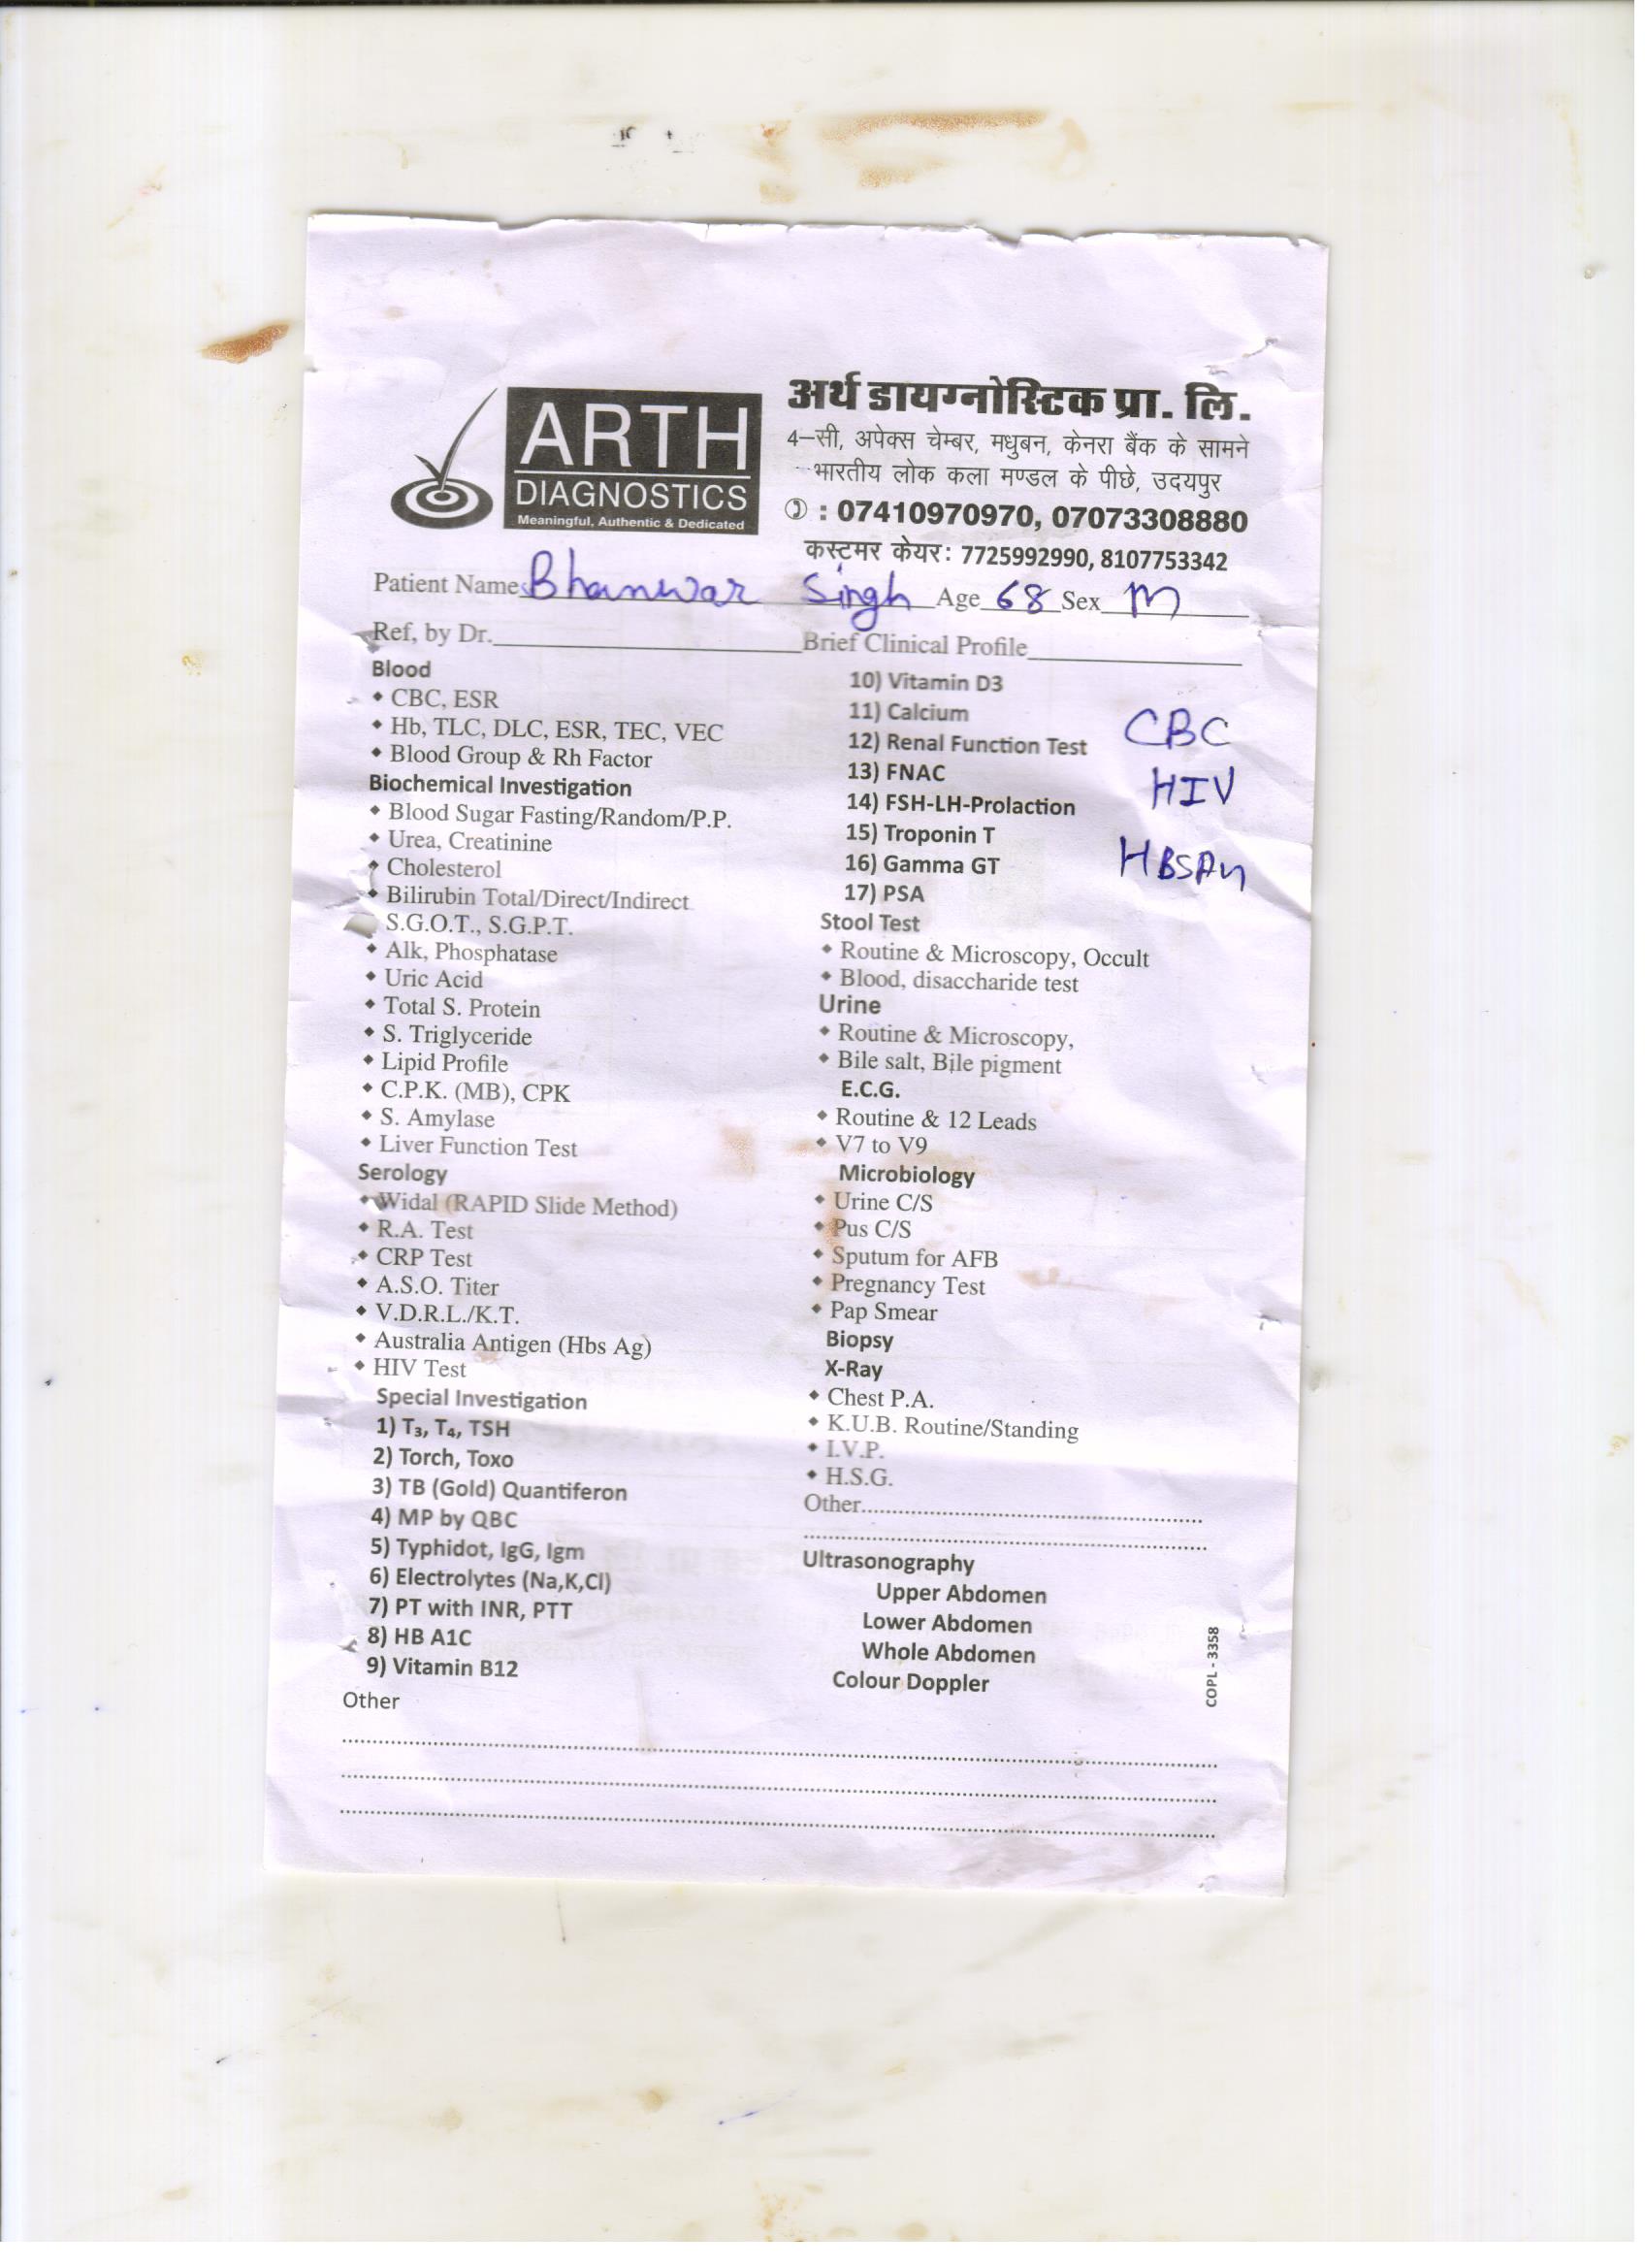 ARTH
DIAGNOSTICS
Meaningful, Authentic & Dedicated
अर्थ डायग्नोस्टिक प्रा. लि.
4–सी, अपेक्स चेम्बर, मधुबन, केनरा बैंक के सामने
भारतीय लोक कला मण्डल के पीछे, उदयपुर
: 07410970970, 07073308880
कस्टमर केयर: 7725992990, 8107753342
Patient Name Bhanwar Singh Age 68 Sex M
Ref, by Dr. Brief Clinical Profile
Blood
• CBC, ESR
• Hb, TLC, DLC, ESR, TEC, VEC
• Blood Group & Rh Factor
Biochemical Investigation
• Blood Sugar Fasting/Random/P.P.
• Urea, Creatinine
• Cholesterol
• Bilirubin Total/Direct/Indirect
S.G.O.T., S.G.P.T.
• Alk, Phosphatase
• Uric Acid
• Total S. Protein
• S. Triglyceride
• Lipid Profile
• C.P.K. (MB), CPK
• S. Amylase
• Liver Function Test
Serology
• Widal (RAPID Slide Method)
• R.A. Test
• CRP Test
• A.S.O. Titer
• V.D.R.L./K.T.
• Australia Antigen (Hbs Ag)
• HIV Test
Special Investigation
1) T₃, T₄, TSH
2) Torch, Toxo
3) TB (Gold) Quantiferon
4) MP by QBC
5) Typhidot, IgG, Igm
6) Electrolytes (Na,K,Cl)
7) PT with INR, PTT
8) HB A1C
9) Vitamin B12
Other
10) Vitamin D3
11) Calcium
12) Renal Function Test
13) FNAC
14) FSH-LH-Prolaction
15) Troponin T
16) Gamma GT
17) PSA
CBC
HIV
Stool Test
• Routine & Microscopy, Occult
• Blood, disaccharide test
Urine
• Routine & Microscopy,
• Bile salt, Bile pigment
E.C.G.
• Routine & 12 Leads
• V7 to V9
Microbiology
• Urine C/S
• Pus C/S
• Sputum for AFB
• Pregnancy Test
• Pap Smear
Biopsy
X-Ray
• Chest P.A.
• K.U.B. Routine/Standing
• I.V.P.
• H.S.G.
Other
Ultrasonography
Upper Abdomen
Lower Abdomen
Whole Abdomen
Colour Doppler
COPL - 3358